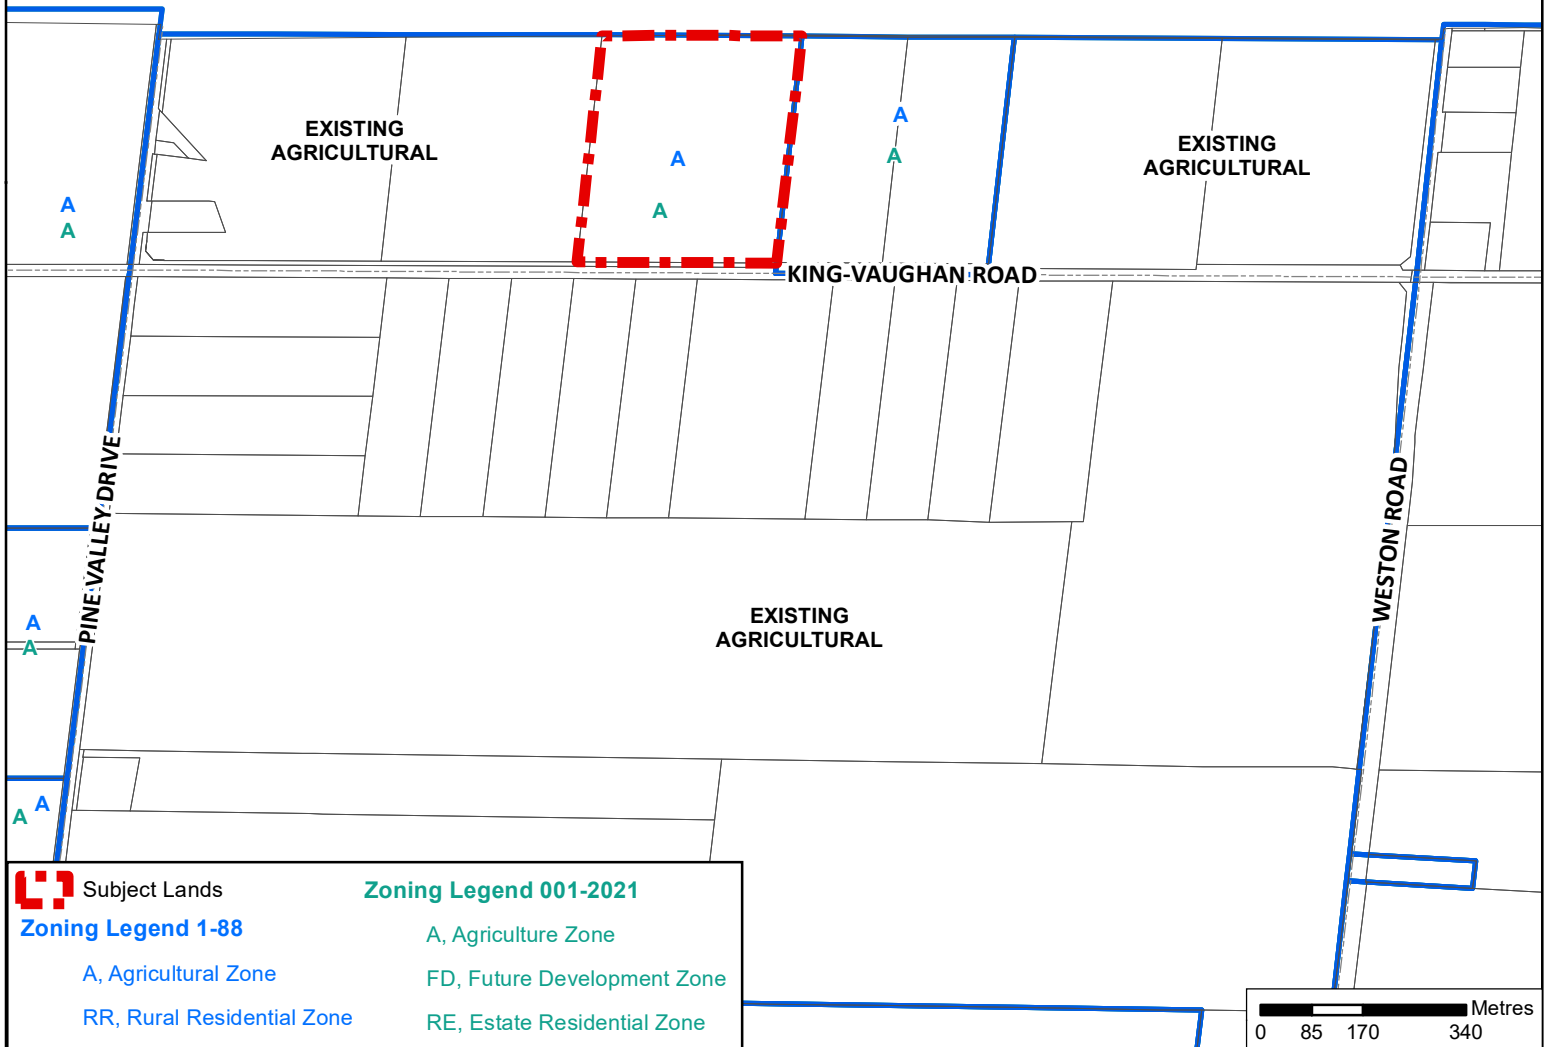 EXISTING
AGRICULTURAL
A
A
A
A
EXISTING
AGRICULTURAL
A
A
KING-VAUGHAN ROAD
PINE VALLEY DRIVE
WESTON ROAD
EXISTING
AGRICULTURAL
A
A
A
A
Subject Lands
Zoning Legend 1-88
A, Agricultural Zone
RR, Rural Residential Zone
Zoning Legend 001-2021
A, Agriculture Zone
FD, Future Development Zone
RE, Estate Residential Zone
Metres
0 85 170 340